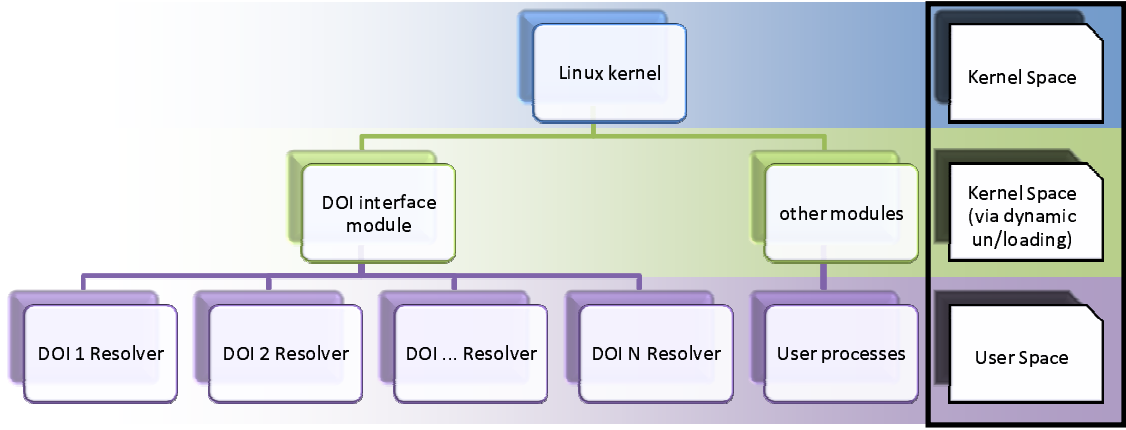 Linux kernel
Kernel Space
DOI interface
module
other modules
Kernel Space
(via dynamic
un/loading)
DOI 1 Resolver
DOI 2 Resolver
DOI ... Resolver
DOI N Resolver
User processes
User Space